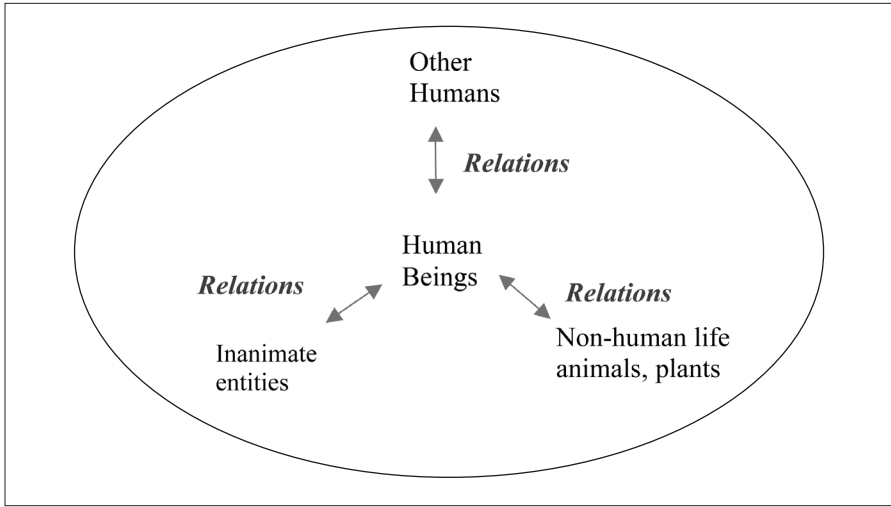 Other
Humans
Relations
Human
Beings
Relations
Relations
Inanimate
entities
Non-human life
animals, plants